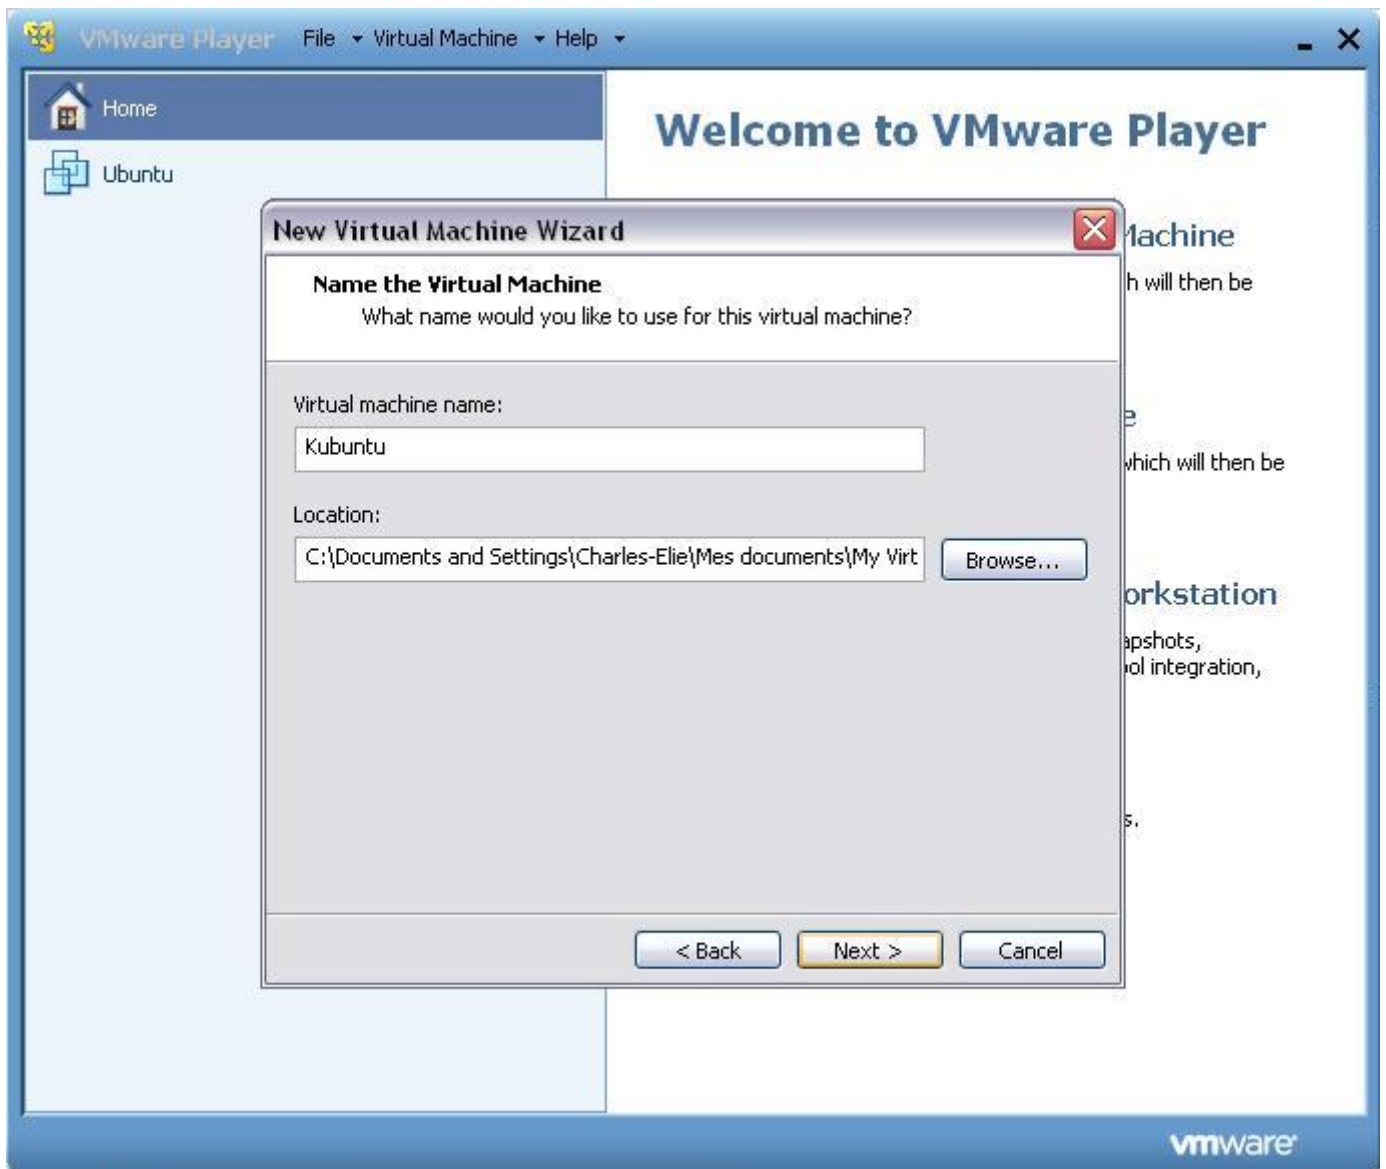 VMware Player File Virtual Machine Help
Home
Ubuntu
Welcome to VMware Player
Machine
h will then be
e
which will then be
orkstation
apshots,
ool integration,
s.
New Virtual Machine Wizard
Name the Virtual Machine
What name would you like to use for this virtual machine?
Virtual machine name:
Kubuntu
Location:
C:\Documents and Settings\Charles-Elie\Mes documents\My Virt
Browse...
< Back
Next >
Cancel
vmware